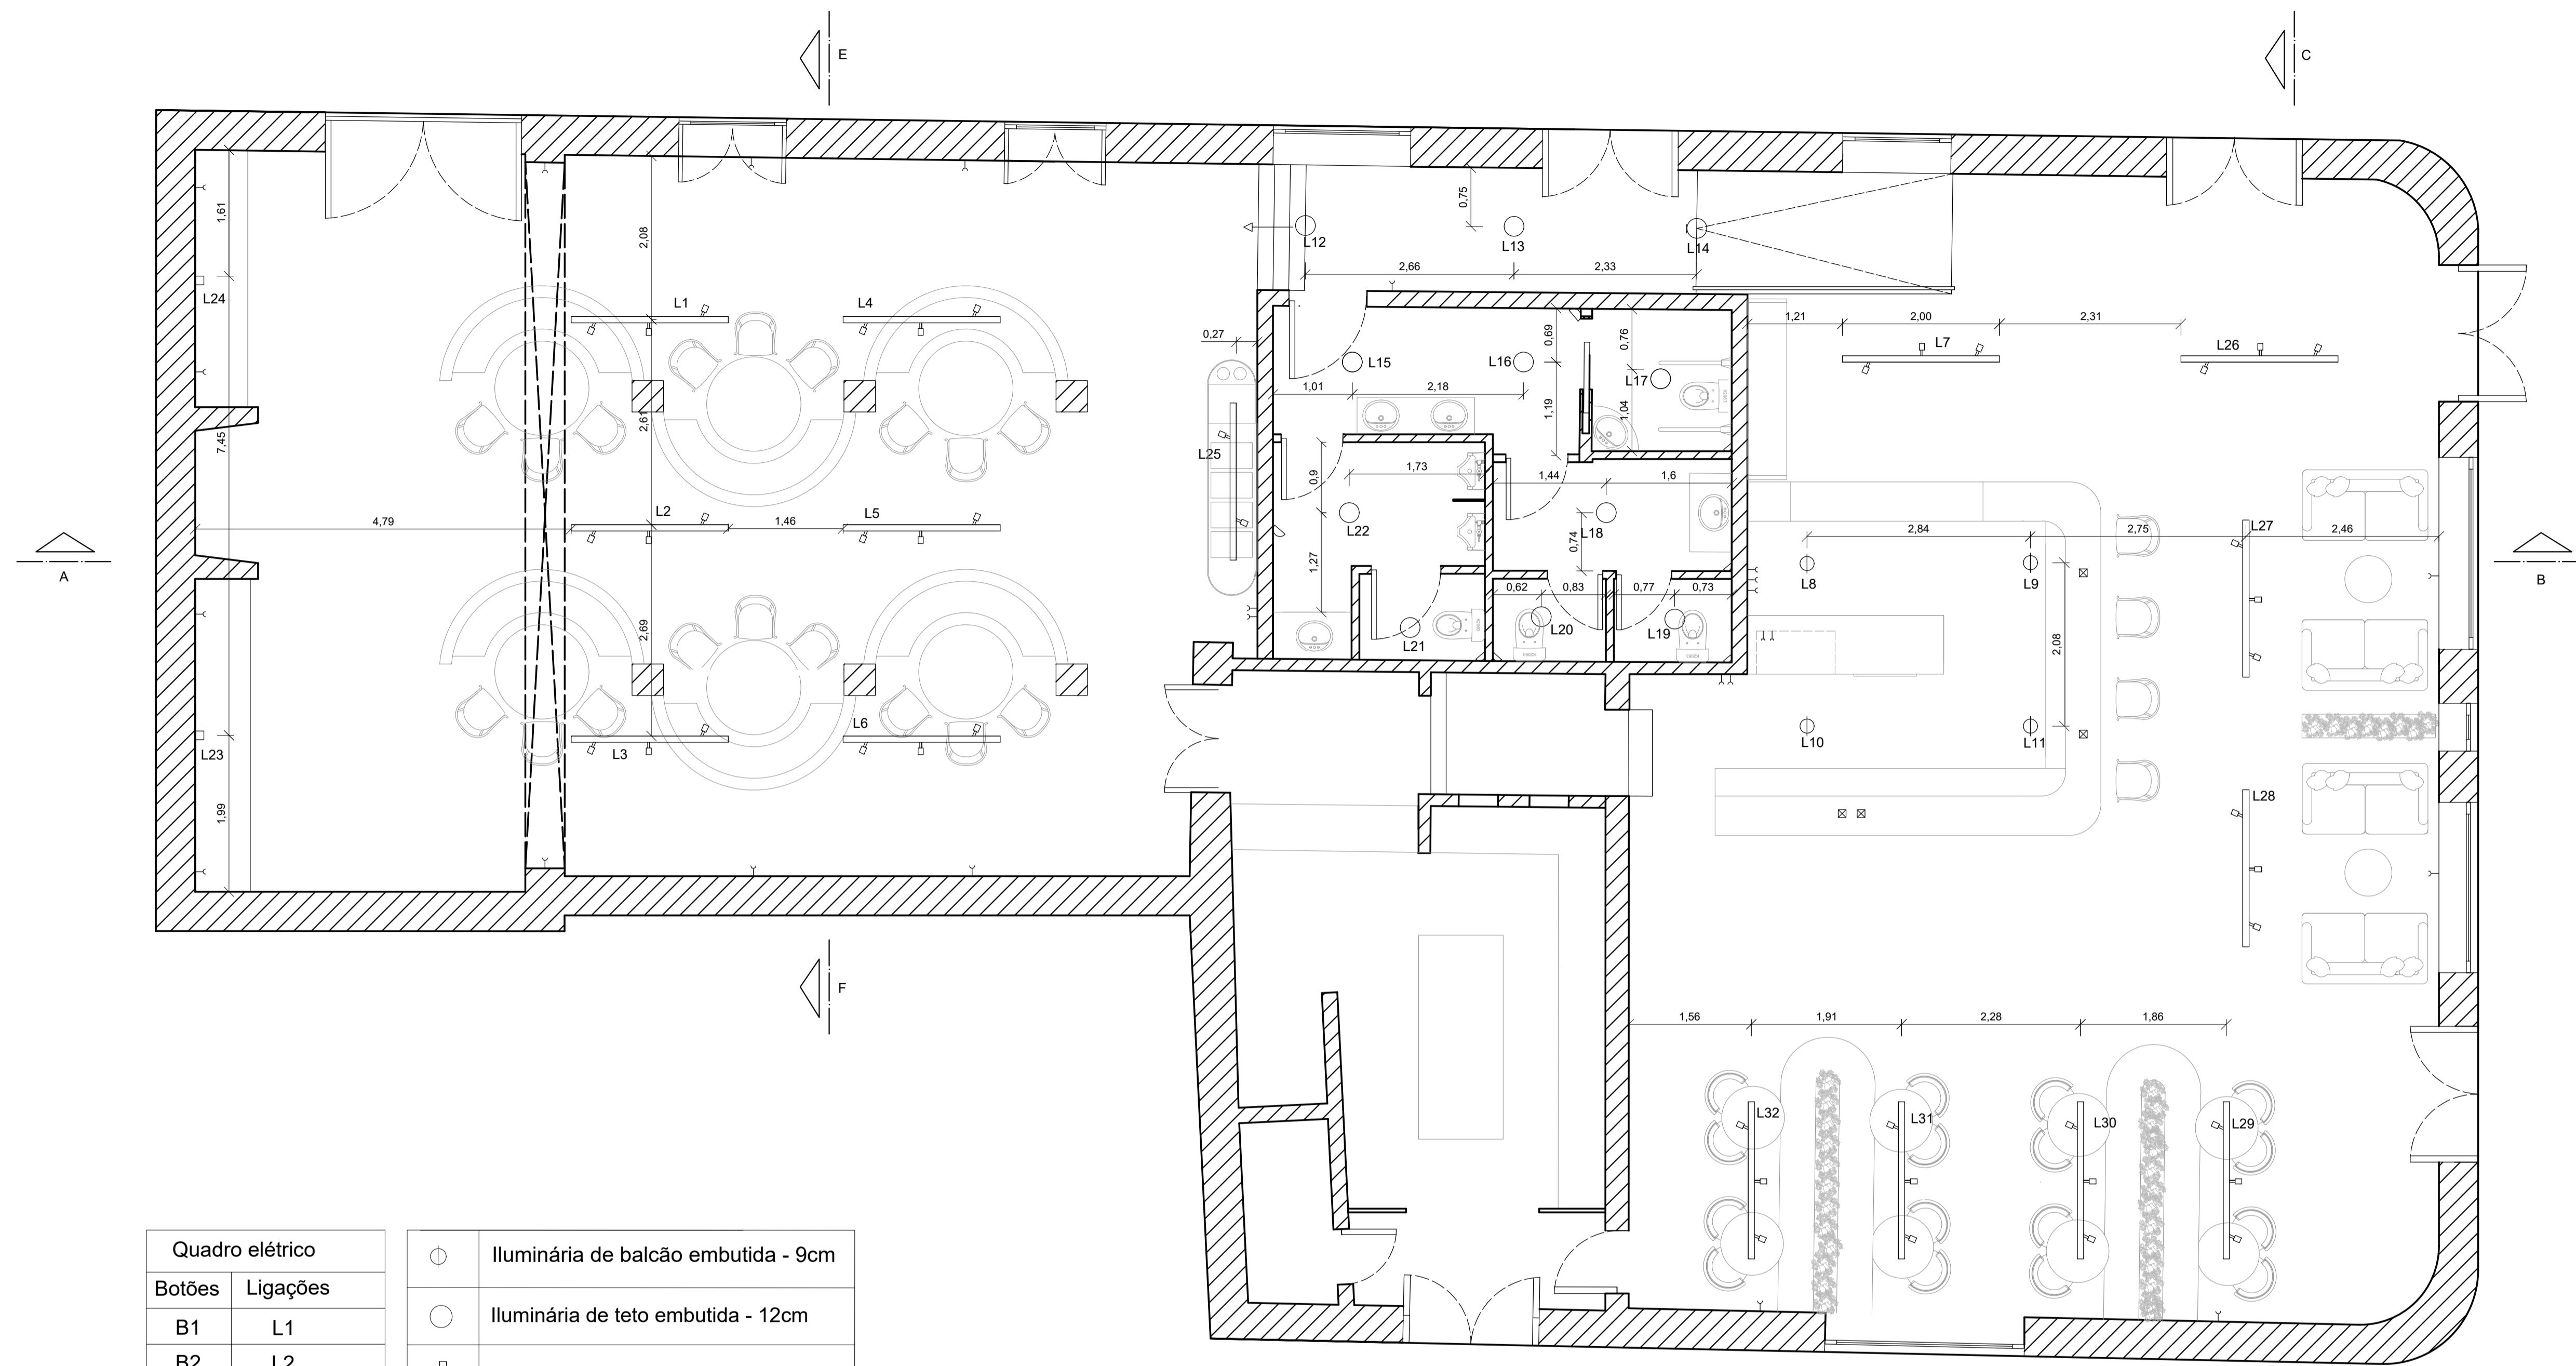 E
C
1,61
2,08
0,75
L12
L13
L14
2,66
2,33
L24
L1
L4
0,27
1,21
2,00
2,31
L7
L26
0,69
0,76
L15
L16
L17
1,01
2,18
1,19
1,04
2,61
7,45
L25
1,73
0,9
1,44
1,6
L2
L5
4,79
1,46
L22
L18
0,74
2,84
2,75
L27
2,46
A
B
1,27
L8
L9
0,62
0,83
0,77
0,73
L20
L19
L21
2,69
2,08
L6
L23
L3
L10
L11
1,99
L28
F
1,56
1,91
2,28
1,86
L32
L31
L30
L29
Quadro elétrico
Botões Ligações
B1 L1
B2 L2
Iluminária de balcão embutida - 9cm
Iluminária de teto embutida - 12cm